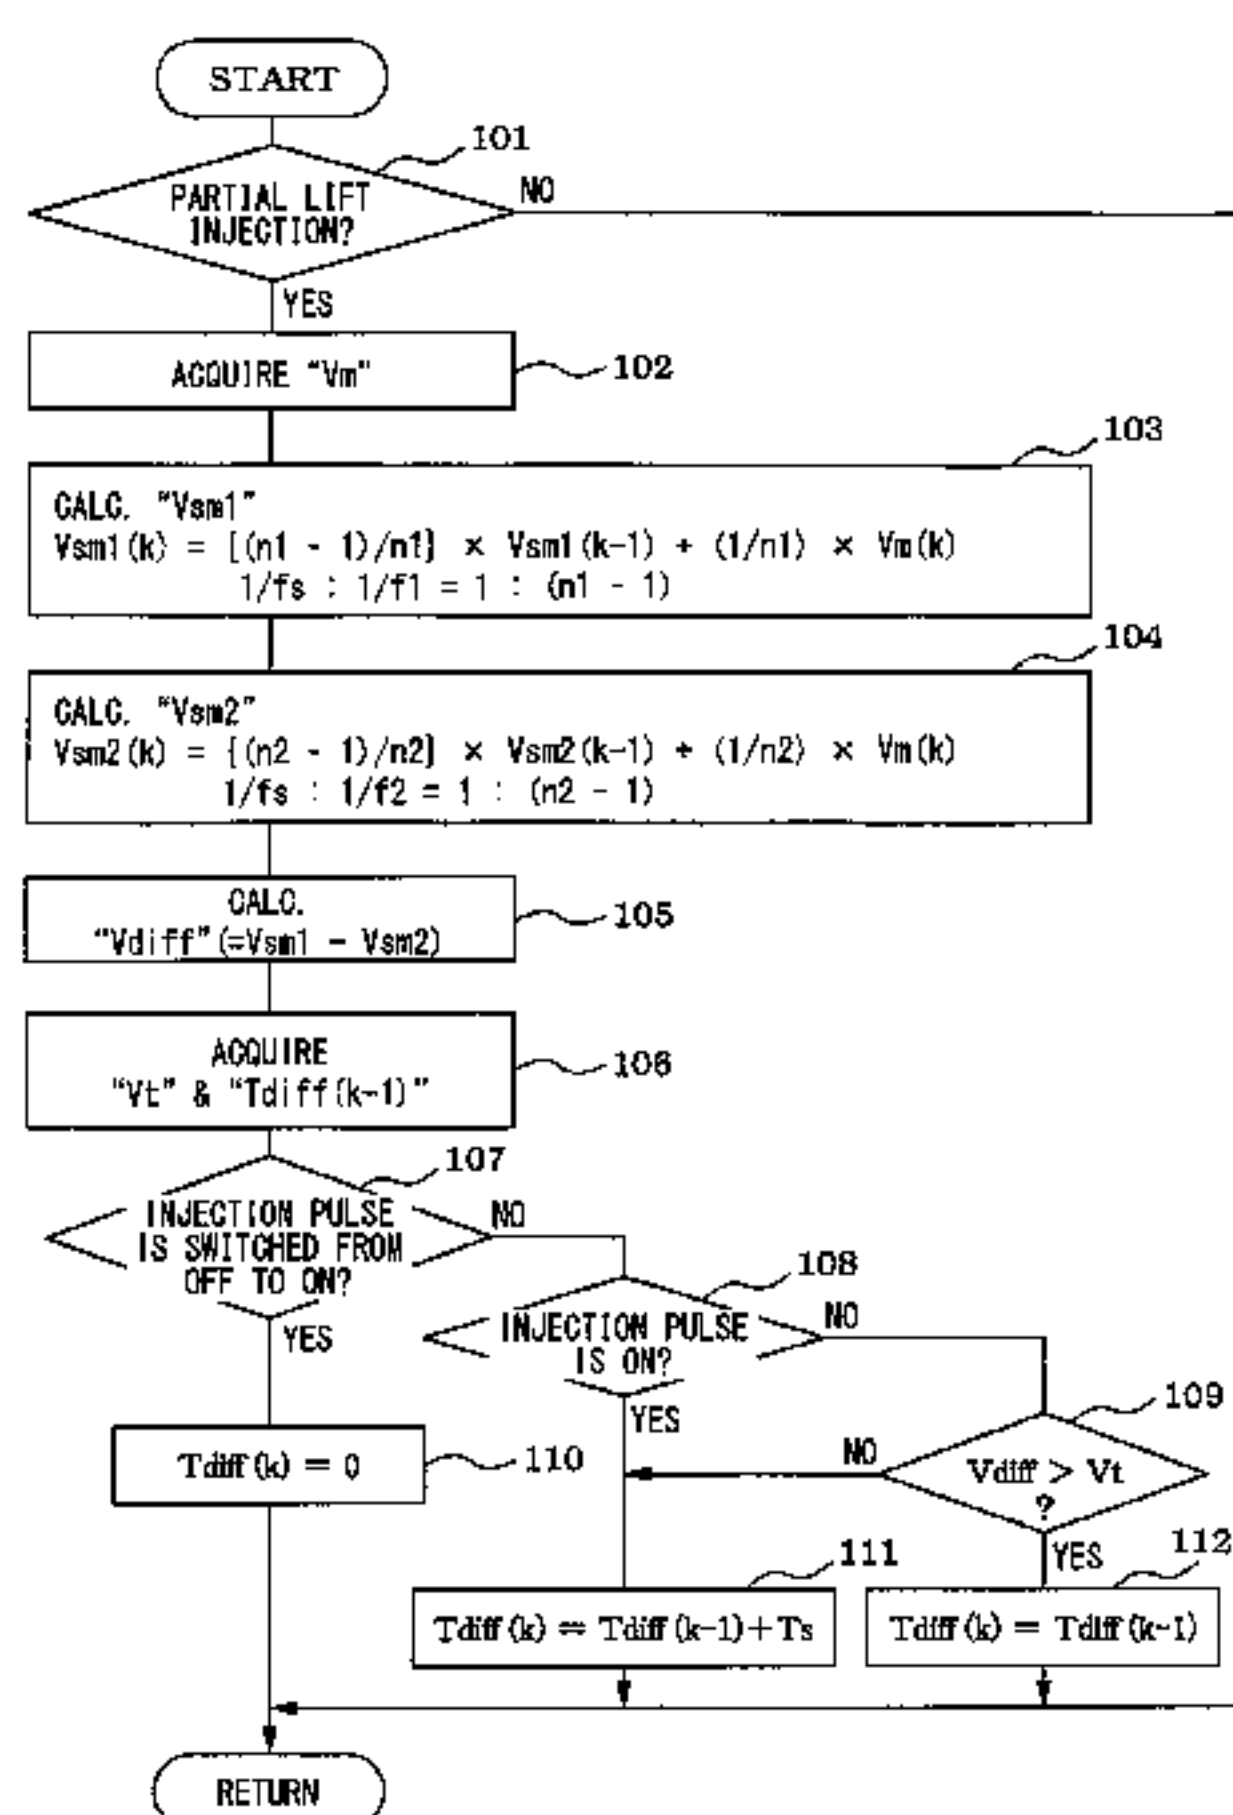 START
101
PARTIAL LIFT
INJECTION?
NO
YES
ACQUIRE “Vm”
102
103
CALC. “Vsm1”
Vsm1(k) = {(n1 - 1)/n1} × Vsm1(k-1) + (1/n1) × Vm(k)
1/fs : 1/f1 = 1 : (n1 - 1)
104
CALC. “Vsm2”
Vsm2(k) = {(n2 - 1)/n2} × Vsm2(k-1) + (1/n2) × Vm(k)
1/fs : 1/f2 = 1 : (n2 - 1)
CALC.
“Vdiff”(=Vsm1 - Vsm2)
105
ACQUIRE
“Vt” & “Tdiff(k-1)”
106
107
INJECTION PULSE
IS SWITCHED FROM
OFF TO ON?
NO
YES
108
INJECTION PULSE
IS ON?
NO
YES
109
Vdiff > Vt
?
NO
YES
Tdiff(k) = 0
110
111
Tdiff(k) = Tdiff(k-1)+Ts
112
Tdiff(k) = Tdiff(k-1)
RETURN